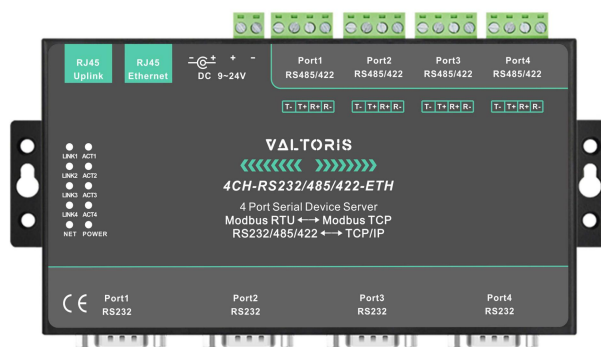 RJ45 Uplink
RJ45 Ethernet
- + + -
DC 9~24V
Port1 RS485/422
Port2 RS485/422
Port3 RS485/422
Port4 RS485/422
T- T+ R+ R-
T- T+ R+ R-
T- T+ R+ R-
T- T+ R+ R-
VALTORIS
4CH-RS232/485/422-ETH
4 Port Serial Device Server
Modbus RTU ↔ Modbus TCP
RS232/485/422 ↔ TCP/IP
LINK1 ACT1
LINK2 ACT2
LINK3 ACT3
LINK4 ACT4
NET POWER
CE
Port1 RS232
Port2 RS232
Port3 RS232
Port4 RS232